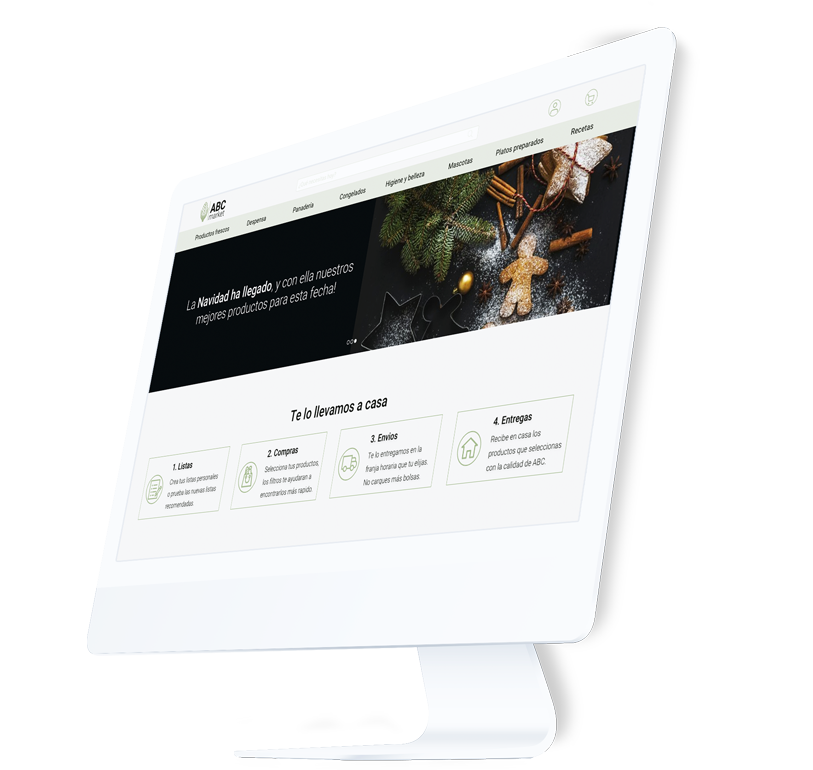 ABC
market
Productos frescos
Despensa
Panadería
Congelados
Higiene y belleza
Mascotas
Platos preparados
Recetas
La Navidad ha llegado, y con ella nuestros
mejores productos para esta fecha!
Te lo llevamos a casa
1. Listas
Crea tus listas personales
o prueba las nuevas listas
recomendadas.
2. Compras
Selecciona tus productos,
los filtros te ayudaran a
encontrarlos más rapido.
3. Envíos
Te lo entregamos en la
franja horaria que tu elijas.
No carques más bolsas.
4. Entregas
Recibe en casa los
productos que seleccionas
con la calidad de ABC.